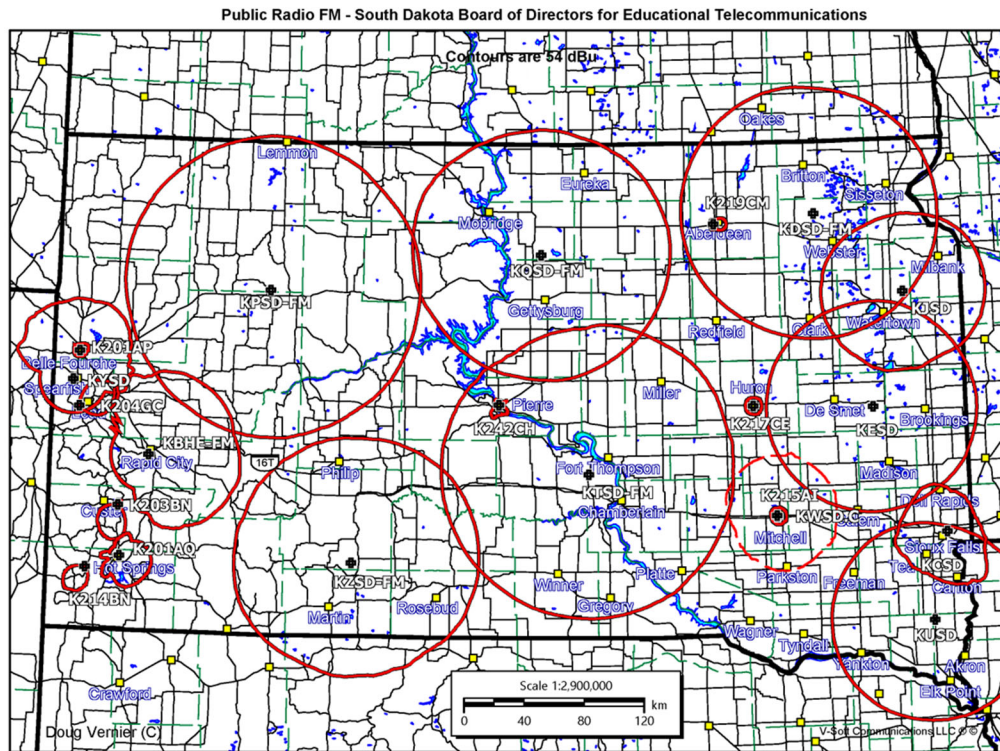 Public Radio FM - South Dakota Board of Directors for Educational Telecommunications
Contours are 54 dBu
Oakes
Lemmon
Britton
Eureka
Sisseton
K219CM
Mobridge
Aberdeen
KDSD-FM
Webster
KQSD-FM
Milbank
KPSD-FM
Gettysburg
KJSD
Watertown
Redfield
Clark
K201AP
Belle Fourche
KYSD
Spearfish
Miller
Huron
K204GC
Pierre
De Smet
Brookings
K242CH
K217CE
KESD
KBHE-FM
Rapid City
16T
Philip
Fort Thompson
Madison
KTSD-FM
K215AI
K203BN
Chamberlain
KWSD.C
Salem
Dell Rapids
Mitchell
Sioux Falls
K201AQ
Hot Springs
KCSD
KZSD-FM
Platte
Parkston
Freeman
Canton
K214BN
Winner
Rosebud
Gregory
Martin
Wagner
KUSD
Tyndall
Yankton
Akron
Crawford
Elk Point
Scale 1:2,900,000
km
0 40 80 120
Doug Vernier (C)
V-Soft Communications LLC © ©